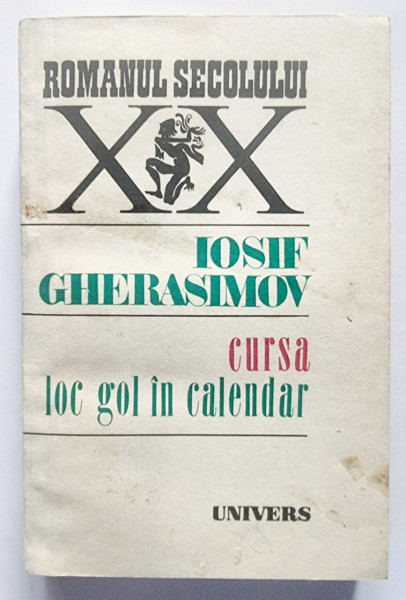 ROMANUL SECOLULUI
XX
IOSIF
GHERASIMOV
cursa
loc gol în calendar
UNIVERS